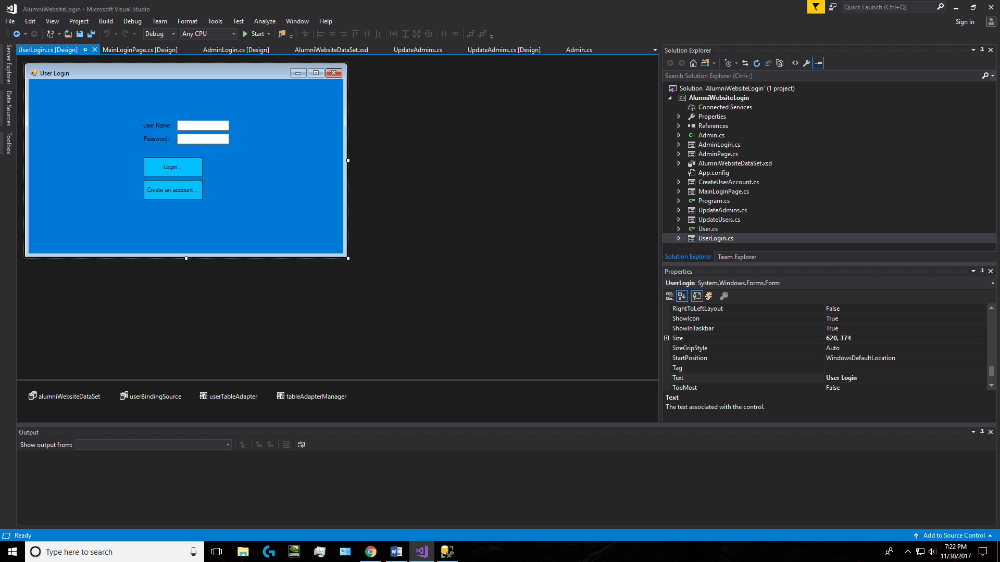 AlumniWebsiteLogin - Microsoft Visual Studio
Quick Launch (Ctrl+Q)
File Edit View Project Build Debug Team Format Tools Test Analyze Window Help
Sign in
Debug Any CPU Start
Server Explorer
Data Sources
Toolbox
UserLogin.cs [Design] MainLoginPage.cs [Design] AdminLogin.cs [Design] AlumniWebsiteDataSet.xsd UpdateAdmins.cs UpdateAdmins.cs [Design] Admin.cs
User Login
user Name:
Password:
Login...
Create an account...
alumniWebsiteDataSet userBindingSource userTableAdapter tableAdapterManager
Solution Explorer
Search Solution Explorer (Ctrl+;)
Solution 'AlumniWebsiteLogin' (1 project)
C# AlumniWebsiteLogin
Connected Services
Properties
References
C# Admin.cs
AdminLogin.cs
AdminPage.cs
AlumniWebsiteDataSet.xsd
App.config
CreateUserAccount.cs
MainLoginPage.cs
C# Program.cs
UpdateAdmins.cs
UpdateUsers.cs
C# User.cs
UserLogin.cs
Solution Explorer Team Explorer
Properties
UserLogin System.Windows.Forms.Form
RightToLeftLayout False
ShowIcon True
ShowInTaskbar True
Size 620, 374
SizeGripStyle Auto
StartPosition WindowsDefaultLocation
Tag
Text User Login
TopMost False
Text
The text associated with the control.
Output
Show output from:
Ready
Add to Source Control
Type here to search
7:22 PM
11/30/2017